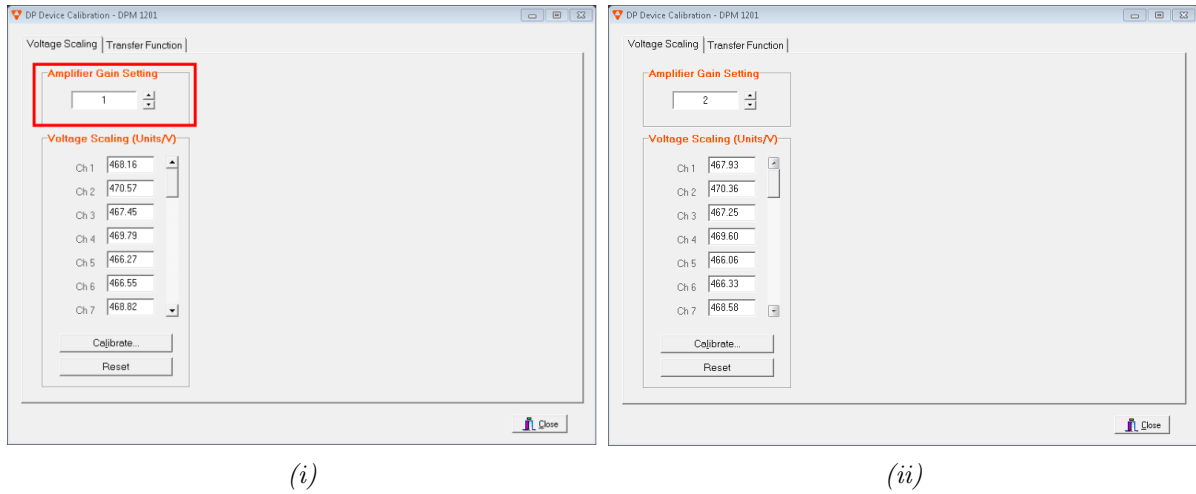 DP Device Calibration - DPM 1201
Voltage Scaling Transfer Function
Amplifier Gain Setting
1
Voltage Scaling (Units/V)
Ch 1 468.16
Ch 2 470.57
Ch 3 467.45
Ch 4 469.79
Ch 5 466.27
Ch 6 466.55
Ch 7 468.82
Calibrate...
Reset
Close
(i)
DP Device Calibration - DPM 1201
Voltage Scaling Transfer Function
Amplifier Gain Setting
2
Voltage Scaling (Units/V)
Ch 1 467.93
Ch 2 470.36
Ch 3 467.25
Ch 4 469.60
Ch 5 466.06
Ch 6 466.33
Ch 7 468.58
Calibrate...
Reset
Close
(ii)